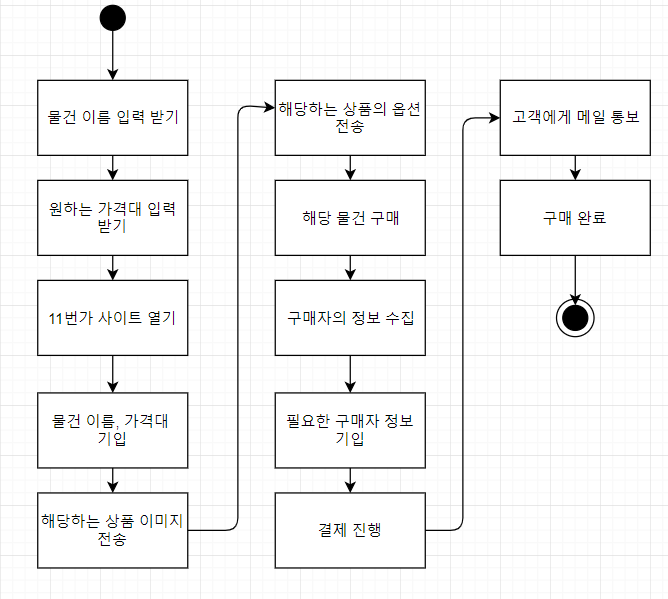 물건 이름 입력 받기
원하는 가격대 입력
받기
11번가 사이트 열기
물건 이름, 가격대
기입
해당하는 상품 이미지
전송
해당하는 상품의 옵션
전송
해당 물건 구매
구매자의 정보 수집
필요한 구매자 정보
기입
결제 진행
고객에게 메일 통보
구매 완료